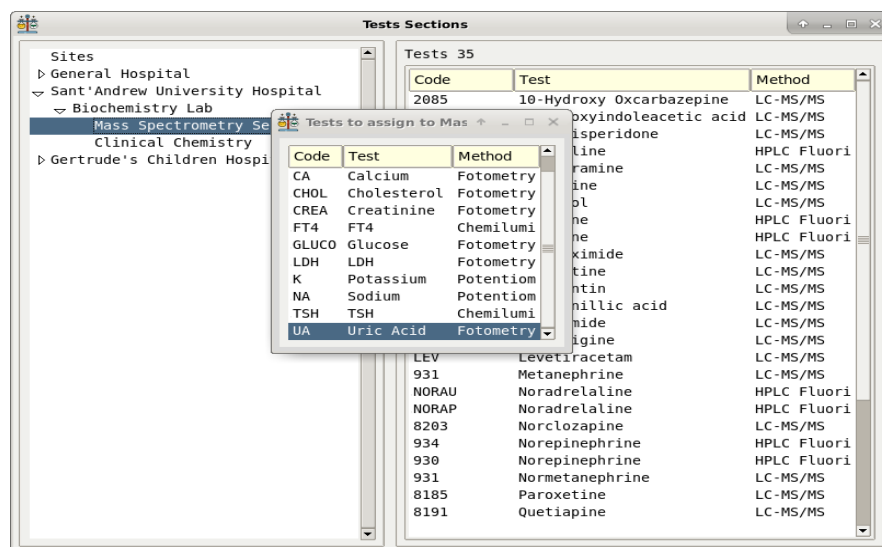 Tests Sections
Sites
General Hospital
Sant'Andrew University Hospital
Biochemistry Lab
Mass Spectrometry Se
Clinical Chemistry
Gertrude's Children Hospi
Tests 35
Code Test Method
2085 10-Hydroxy Oxcarbazepine LC-MS/MS
oxyindoleacetic acid LC-MS/MS
isperidone LC-MS/MS
line HPLC Fluori
ramine LC-MS/MS
ine LC-MS/MS
ol LC-MS/MS
ne HPLC Fluori
ne HPLC Fluori
ximide LC-MS/MS
tine LC-MS/MS
ntin LC-MS/MS
nillic acid LC-MS/MS
mide LC-MS/MS
igine LC-MS/MS
LEV Levetiracetam LC-MS/MS
931 Metanephrine LC-MS/MS
NORAU Noradrelaline HPLC Fluori
NORAP Noradrelaline HPLC Fluori
8203 Norclozapina LC-MS/MS
934 Norepinephrine HPLC Fluori
930 Norepinephrine HPLC Fluori
931 Normetanephrine LC-MS/MS
8185 Paroxetine LC-MS/MS
8191 Quetiapine LC-MS/MS
Tests to assign to Mas
Code Test Method
CA Calcium Fotometry
CHOL Cholesterol Fotometry
CREA Creatinine Fotometry
FT4 FT4 Chemilumi
GLUCO Glucose Fotometry
LDH LDH Fotometry
K Potassium Potentiom
NA Sodium Potentiom
TSH TSH Chemilumi
UA Uric Acid Fotometry